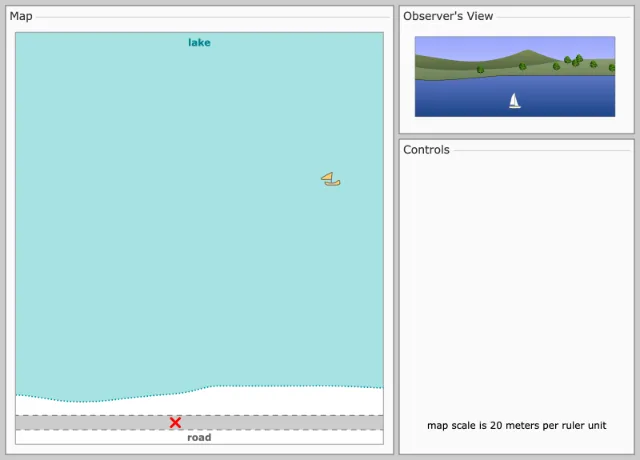 Map
lake
road
Observer's View
Controls
map scale is 20 meters per ruler unit